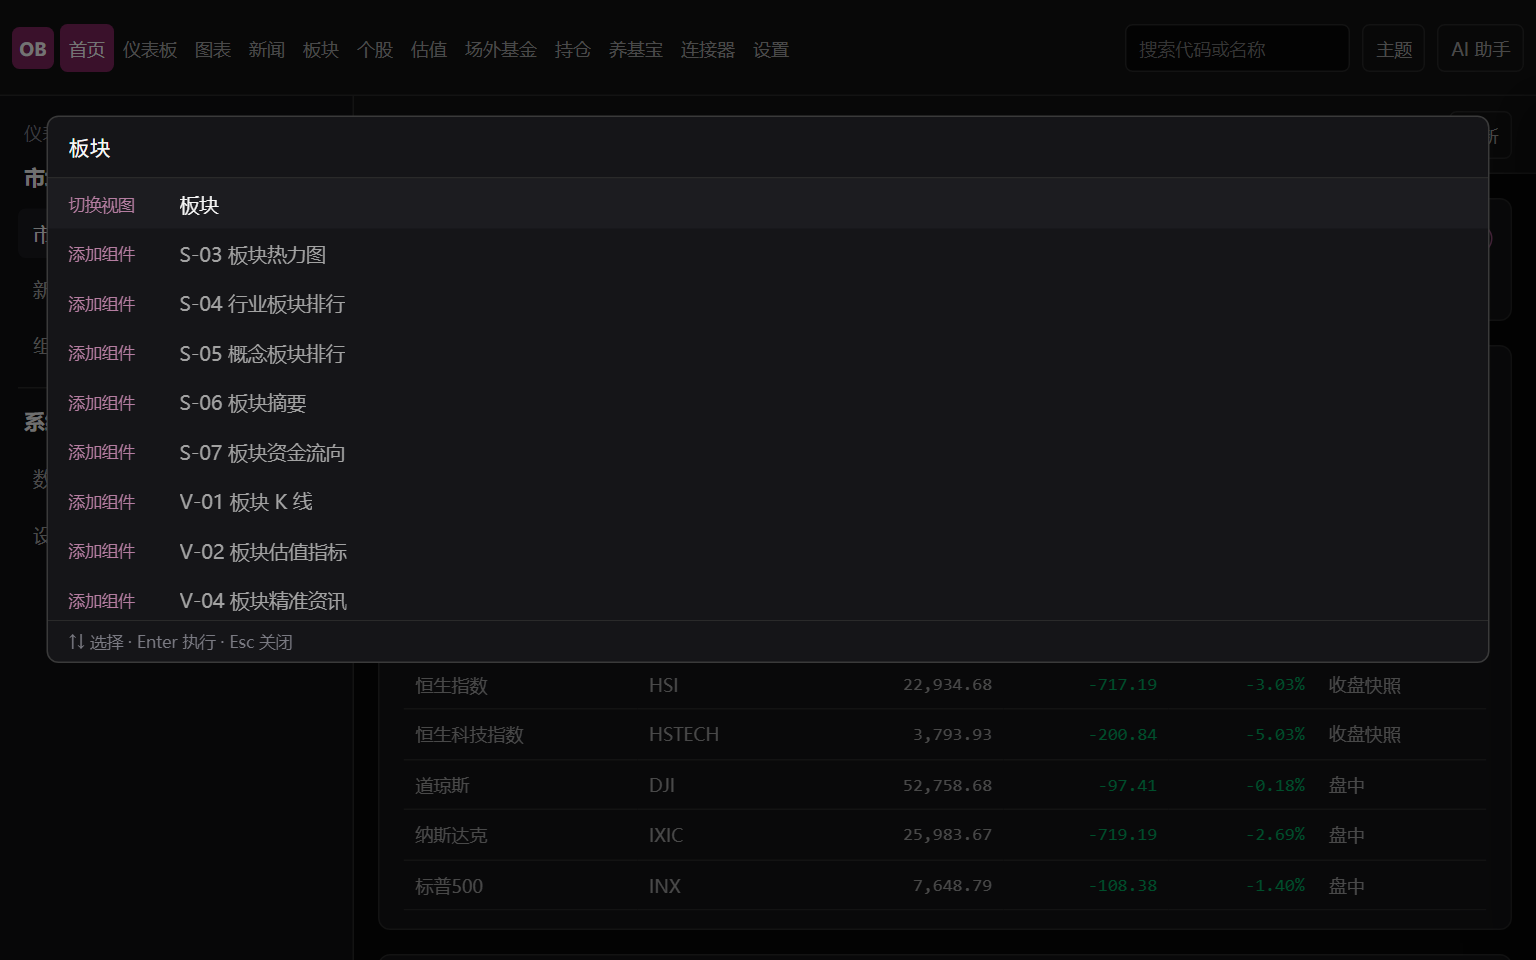 OB 首页 仪表板 图表 新闻 板块 个股 估值 场外基金 持仓 养基宝 连接器 设置 搜索代码或名称 主题 AI 助手
仪
板块
市
切换视图 板块
市
添加组件 S-03 板块热力图
新
添加组件 S-04 行业板块排行
组
添加组件 S-05 概念板块排行
添加组件 S-06 板块摘要
系
添加组件 S-07 板块资金流向
数
添加组件 V-01 板块 K 线
设
添加组件 V-02 板块估值指标
添加组件 V-04 板块精准资讯
↑↓ 选择 · Enter 执行 · Esc 关闭
恒生指数 HSI 22,934.68 -717.19 -3.03% 收盘快照
恒生科技指数 HSTECH 3,793.93 -200.84 -5.03% 收盘快照
道琼斯 DJI 52,758.68 -97.41 -0.18% 盘中
纳斯达克 IXIC 25,983.67 -719.19 -2.69% 盘中
标普500 INX 7,648.79 -108.38 -1.40% 盘中